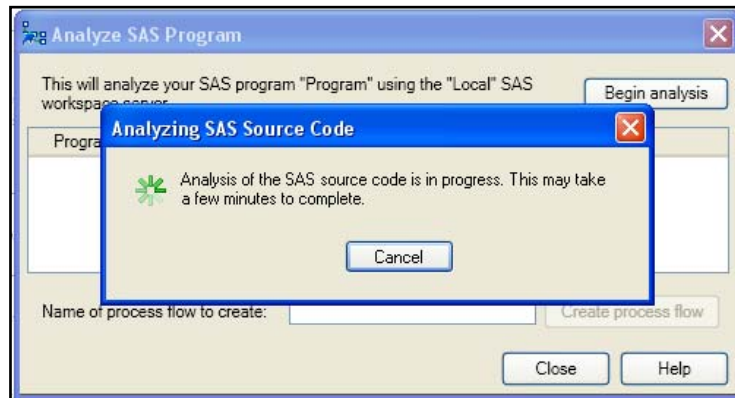 Analyze SAS Program
This will analyze your SAS program "Program" using the "Local" SAS
workspace server
Begin analysis
Analyzing SAS Source Code
Analysis of the SAS source code is in progress. This may take
a few minutes to complete.
Cancel
Name of process flow to create:
Create process flow
Close
Help